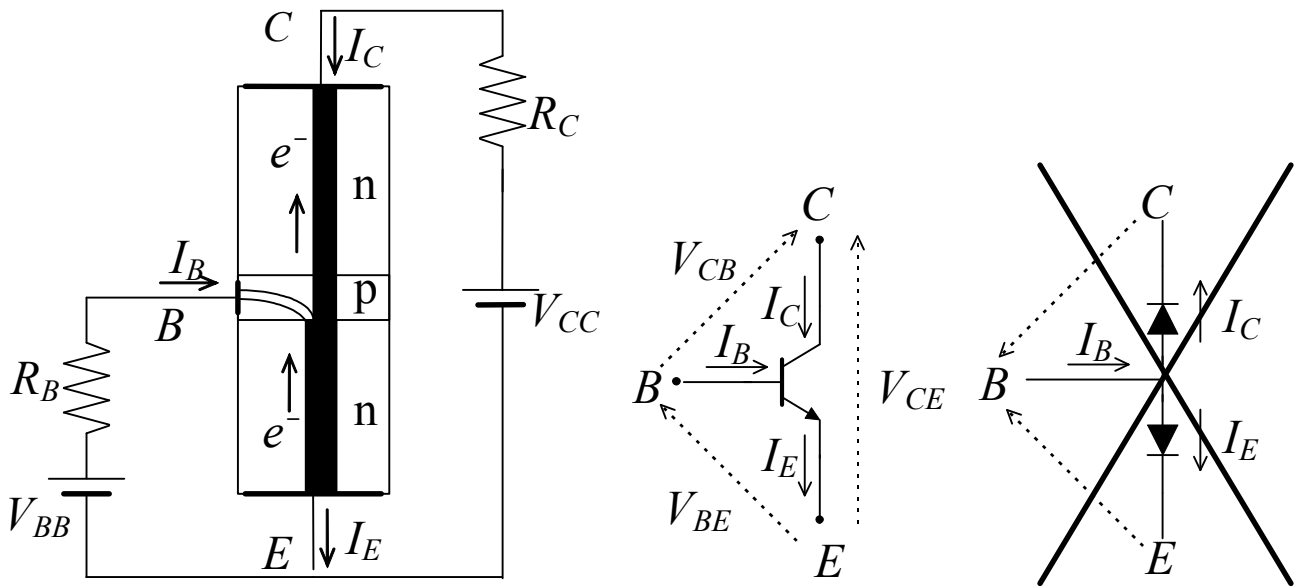 C
I_C
R_C
e⁻
n
I_B
p
B
V_CC
R_B
e⁻
n
V_BB
E
I_E
C
V_CB
I_C
I_B
B
V_CE
I_E
V_BE
E
C
I_C
I_B
B
I_E
E